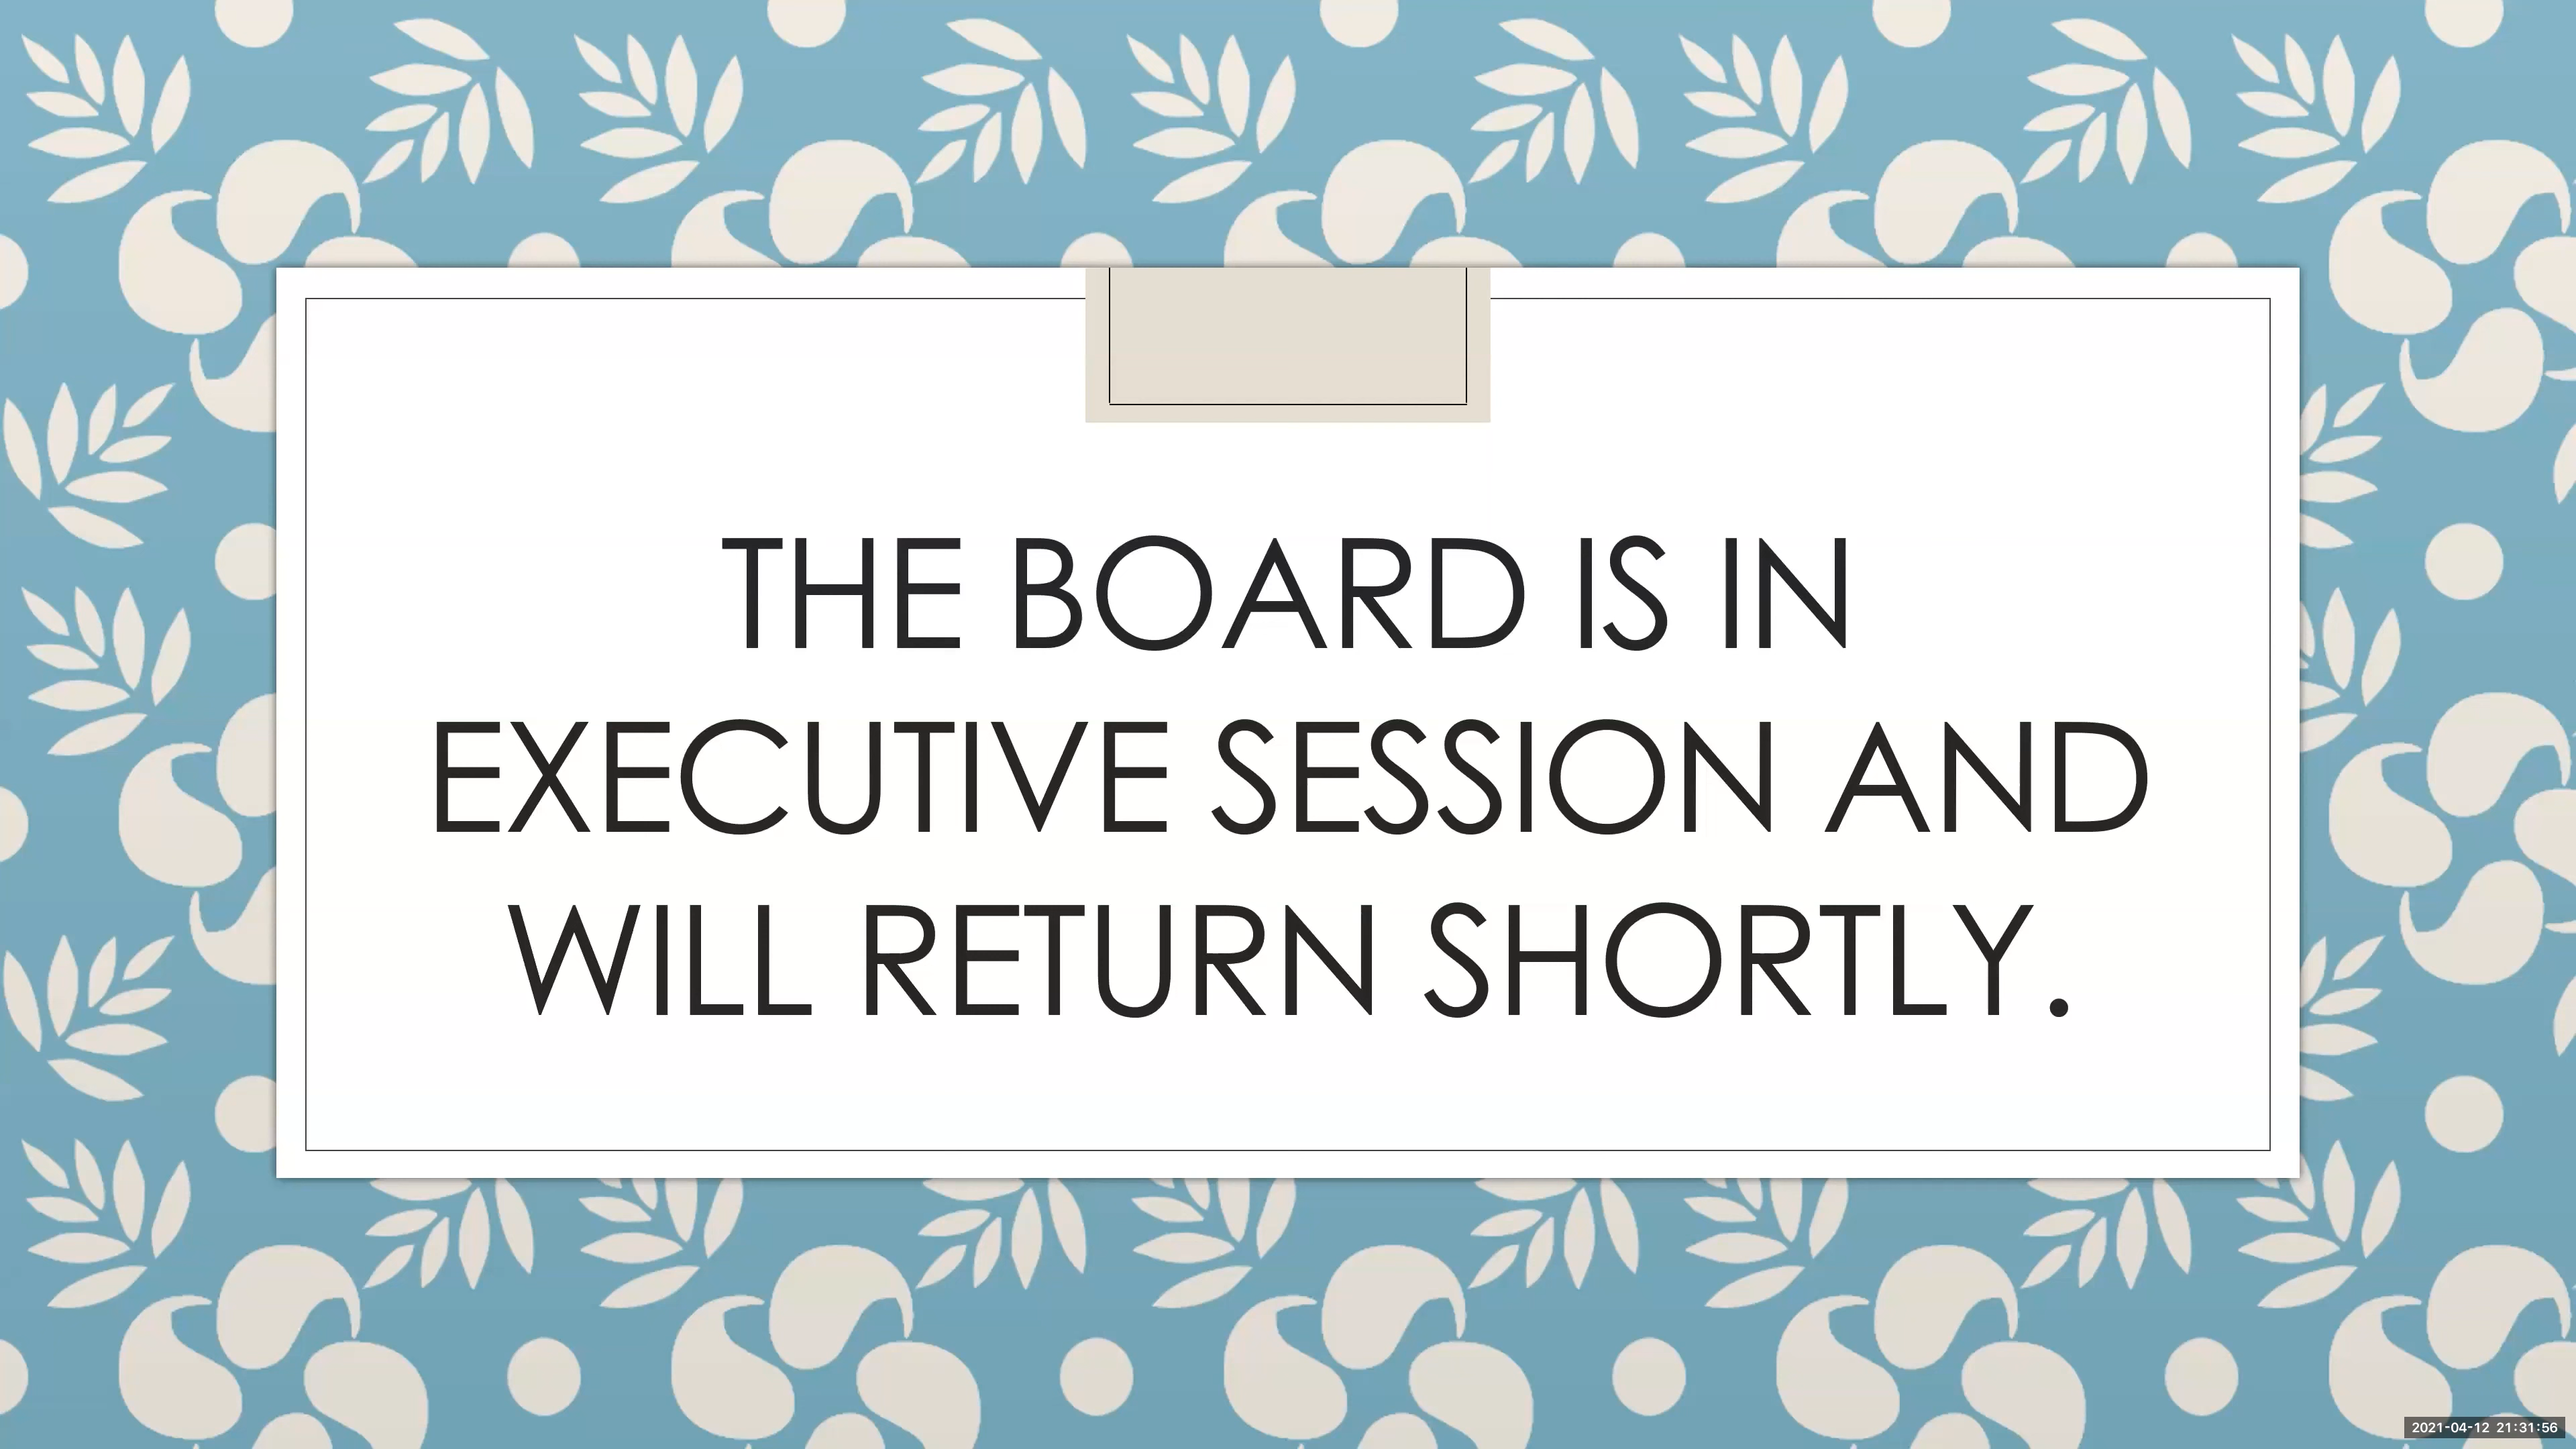 THE BOARD IS IN
EXECUTIVE SESSION AND
WILL RETURN SHORTLY.
2021-04-12 21:31:56